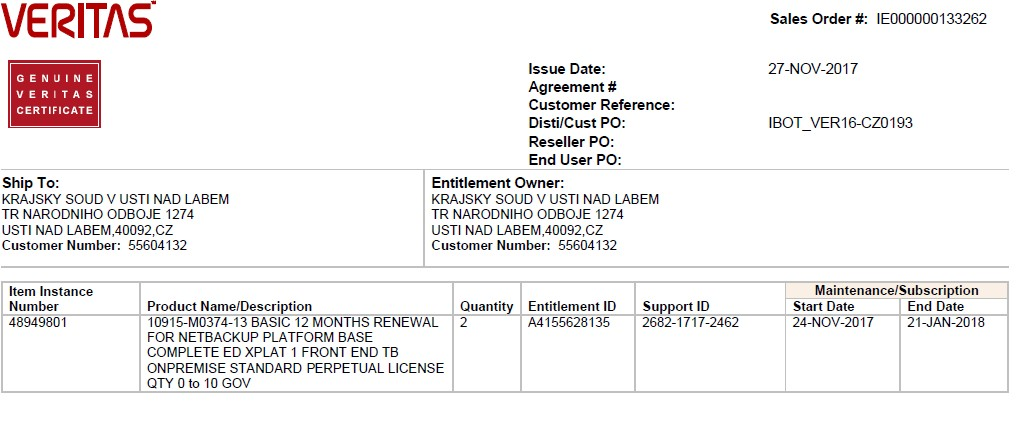 VERITAS
Sales Order #: IE000000133262
GENUINE
VERITAS
CERTIFICATE
Issue Date: 27-NOV-2017
Agreement #
Customer Reference:
Disti/Cust PO: IBOT_VER16-CZ0193
Reseller PO:
End User PO:
Ship To:
KRAJSKY SOUD V USTI NAD LABEM
TR NARODNIHO ODBOJE 1274
USTI NAD LABEM,40092,CZ
Customer Number: 55604132
Entitlement Owner:
KRAJSKY SOUD V USTI NAD LABEM
TR NARODNIHO ODBOJE 1274
USTI NAD LABEM,40092,CZ
Customer Number: 55604132
Maintenance/Subscription
Item Instance Number Product Name/Description Quantity Entitlement ID Support ID Start Date End Date
48949801 10915-M0374-13 BASIC 12 MONTHS RENEWAL 2 A4155628135 2682-1717-2462 24-NOV-2017 21-JAN-2018
FOR NETBACKUP PLATFORM BASE
COMPLETE ED XPLAT 1 FRONT END TB
ONPREMISE STANDARD PERPETUAL LICENSE
QTY 0 to 10 GOV